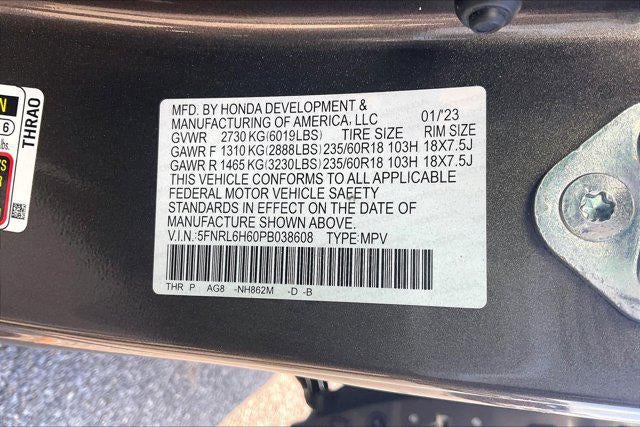 MFD. BY HONDA DEVELOPMENT &
MANUFACTURING OF AMERICA, LLC 01/'23
GVWR 2730 KG(6019LBS) TIRE SIZE RIM SIZE
GAWR F 1310 KG(2888LBS) 235/60R18 103H 18X7.5J
GAWR R 1465 KG(3230LBS) 235/60R18 103H 18X7.5J
THIS VEHICLE CONFORMS TO ALL APPLICABLE
FEDERAL MOTOR VEHICLE SAFETY
STANDARDS IN EFFECT ON THE DATE OF
MANUFACTURE SHOWN ABOVE.
V.I.N.:5FNRL6H60PB038608 TYPE:MPV
THR P AG8 -NH862M -D -B
THRA0
6